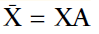 X̄ = XA